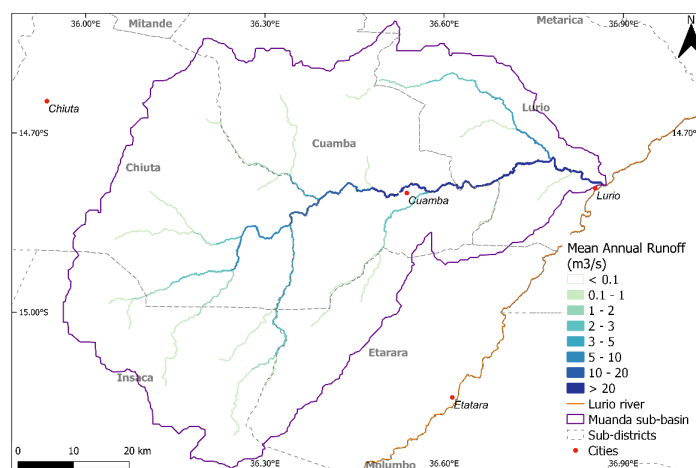 36.00°E
36.30°E
36.60°E
36.90°E
N
Mitande
Metarica
Chiuta
Lurio
14.70°S
14.70°
Cuamba
Chiuta
Cuamba
Lurio
Mean Annual Runoff
(m3/s)
< 0.1
0.1 - 1
1 - 2
2 - 3
3 - 5
5 - 10
10 - 20
> 20
Lurio river
Muanda sub-basin
Sub-districts
Cities
15.00°S
Etarara
Insaca
Etatara
0 10 20 km
Molumbo
36.30°E
36.60°E
36.90°E